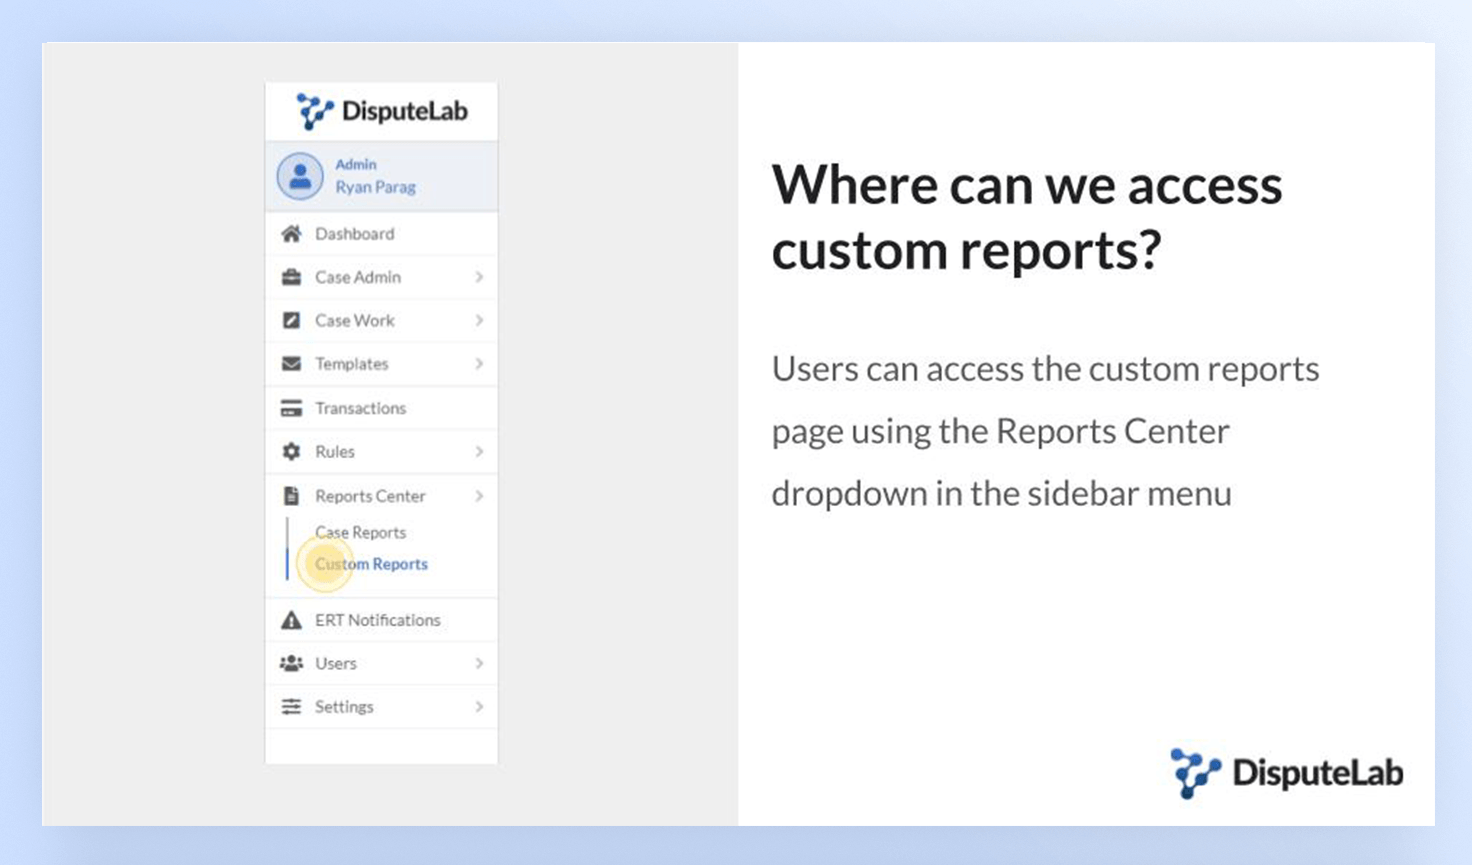 DisputeLab
Admin
Ryan Parag
Dashboard
Case Admin
Case Work
Templates
Transactions
Rules
Reports Center
Case Reports
Custom Reports
ERT Notifications
Users
Settings
Where can we access
custom reports?
Users can access the custom reports
page using the Reports Center
dropdown in the sidebar menu
DisputeLab